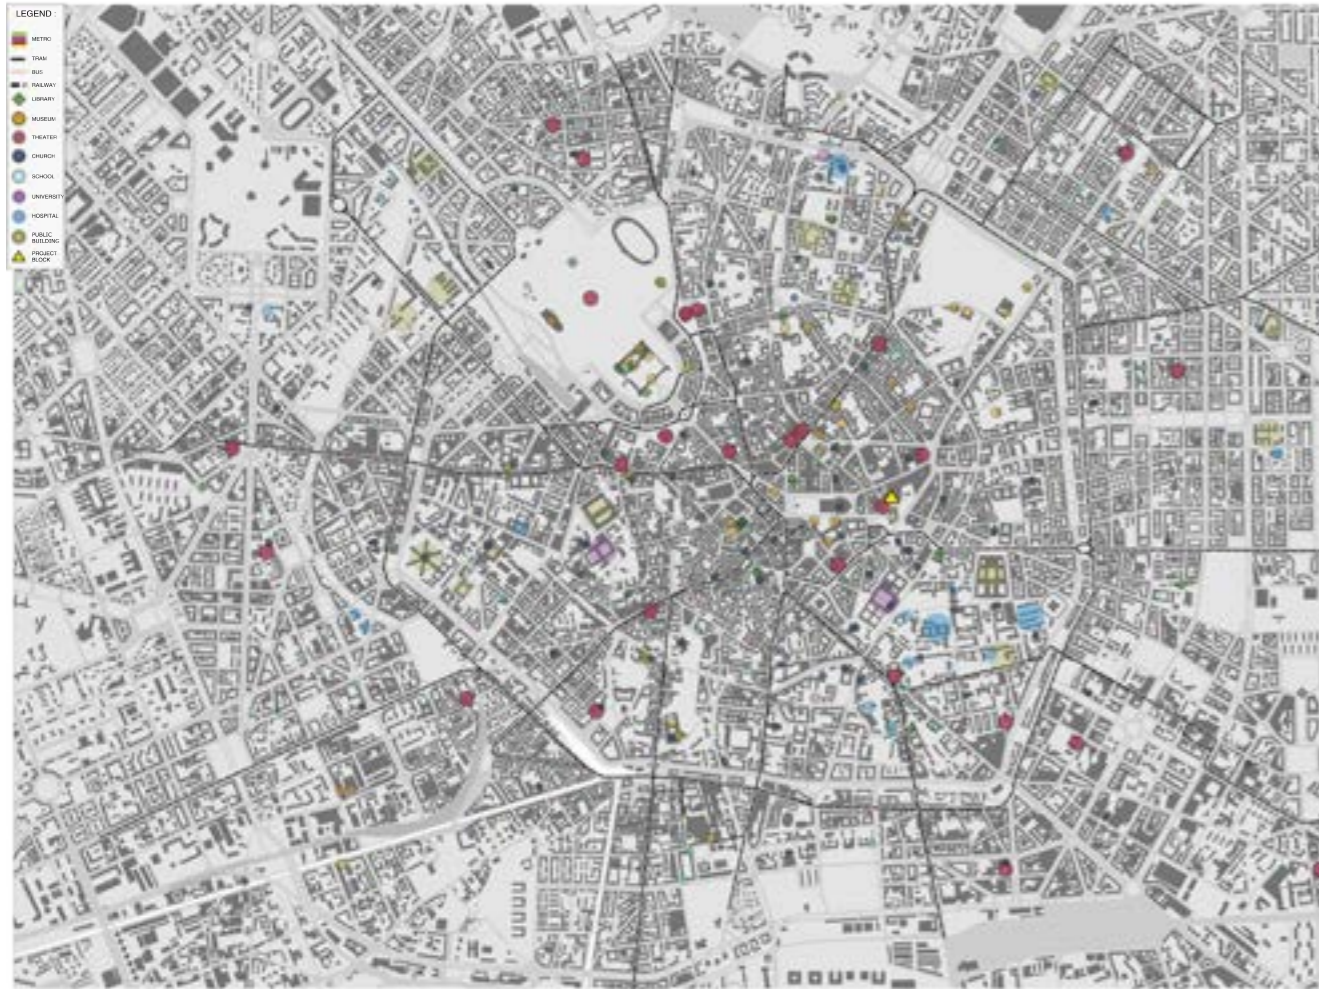 LEGEND :
METRO
TRAM
BUS
RAILWAY
LIBRARY
MUSEUM
THEATER
CHURCH
SCHOOL
UNIVERSITY
HOSPITAL
PUBLIC
BUILDING
PROJECT
BLOCK